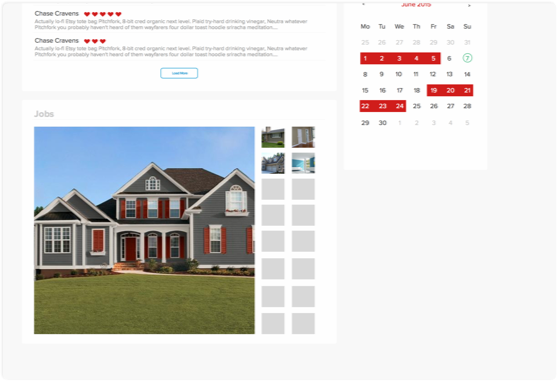 Chase Cravens
Actually lo-fi Etsy tote bag Pitchfork, 8-bit cred organic next level. Plaid try-hard drinking vinegar, Neutra whatever
Pitchfork you probably haven't heard of them wayfarers four dollar toast hoodie sriracha meditation....
Chase Cravens
Actually lo-fi Etsy tote bag Pitchfork, 8-bit cred organic next level. Plaid try-hard drinking vinegar, Neutra whatever
Pitchfork you probably haven't heard of them wayfarers four dollar toast hoodie sriracha meditation....
Load More
Jobs
June 2015
Mo Tu We Th Fr Sa Su
25 26 27 28 29 30 31
1 2 3 4 5 6 7
8 9 10 11 12 13 14
15 16 17 18 19 20 21
22 23 24 25 26 27 28
29 30 1 2 3 4 5